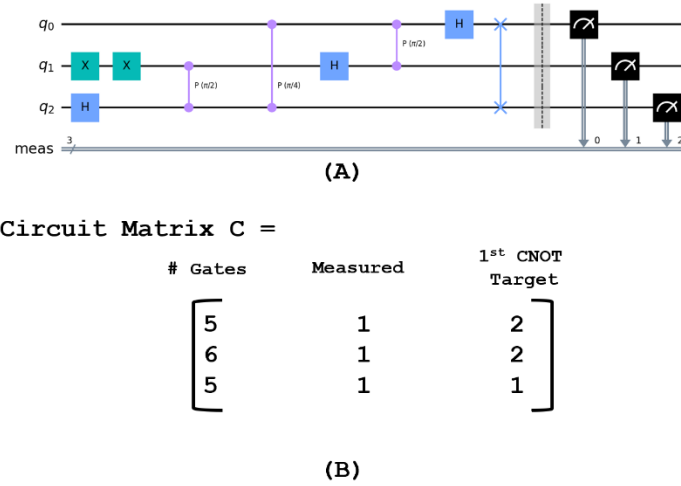 q0 H
q1 X X H
q2 H
P (π/2)
P (π/4)
P (π/2)
meas 3 0 1 2
(A)
Circuit Matrix C =
# Gates Measured 1st CNOT
Target
5 1 2
6 1 2
5 1 1
(B)